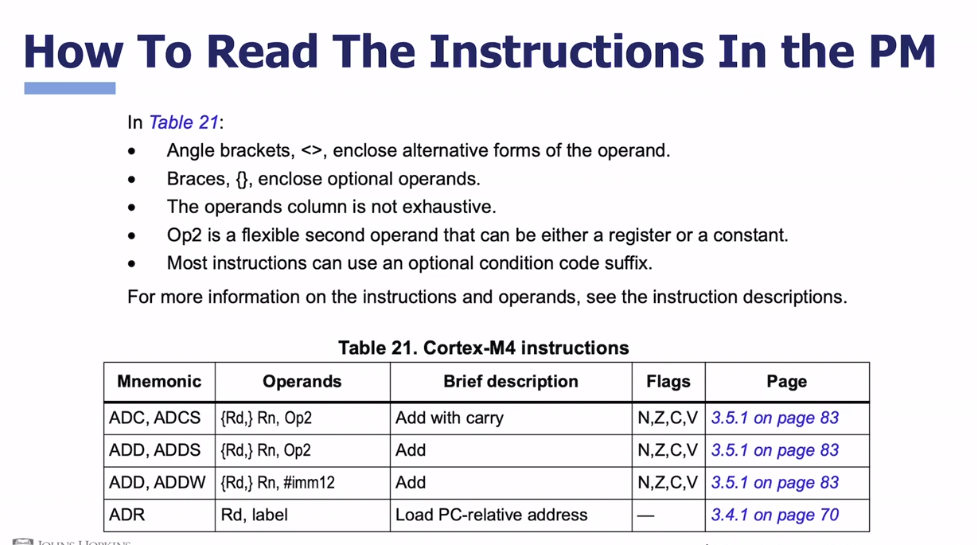 How To Read The Instructions In the PM
In Table 21:
• Angle brackets, <>, enclose alternative forms of the operand.
• Braces, {}, enclose optional operands.
• The operands column is not exhaustive.
• Op2 is a flexible second operand that can be either a register or a constant.
• Most instructions can use an optional condition code suffix.
For more information on the instructions and operands, see the instruction descriptions.
Table 21. Cortex-M4 instructions
Mnemonic Operands Brief description Flags Page
ADC, ADCS {Rd,} Rn, Op2 Add with carry N,Z,C,V 3.5.1 on page 83
ADD, ADDS {Rd,} Rn, Op2 Add N,Z,C,V 3.5.1 on page 83
ADD, ADDW {Rd,} Rn, #imm12 Add N,Z,C,V 3.5.1 on page 83
ADR Rd, label Load PC-relative address — 3.4.1 on page 70
JOHNS HOPKINS